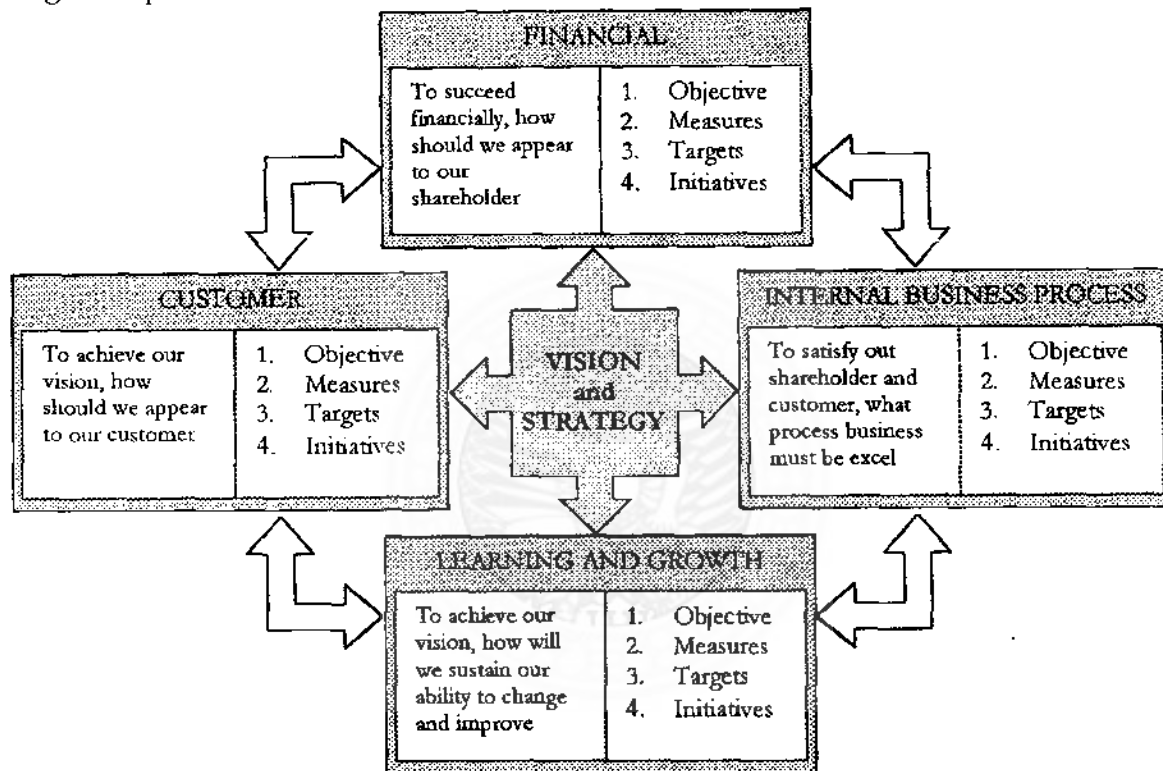 FINANCIAL
To succeed
financially, how
should we appear
to our
shareholder
1. Objective
2. Measures
3. Targets
4. Initiatives
CUSTOMER
To achieve our
vision, how
should we appear
to our customer
1. Objective
2. Measures
3. Targets
4. Initiatives
VISION
and
STRATEGY
INTERNAL BUSINESS PROCESS
To satisfy out
shareholder and
customer, what
process business
must be excel
1. Objective
2. Measures
3. Targets
4. Initiatives
LEARNING AND GROWTH
To achieve our
vision, how will
we sustain our
ability to change
and improve
1. Objective
2. Measures
3. Targets
4. Initiatives